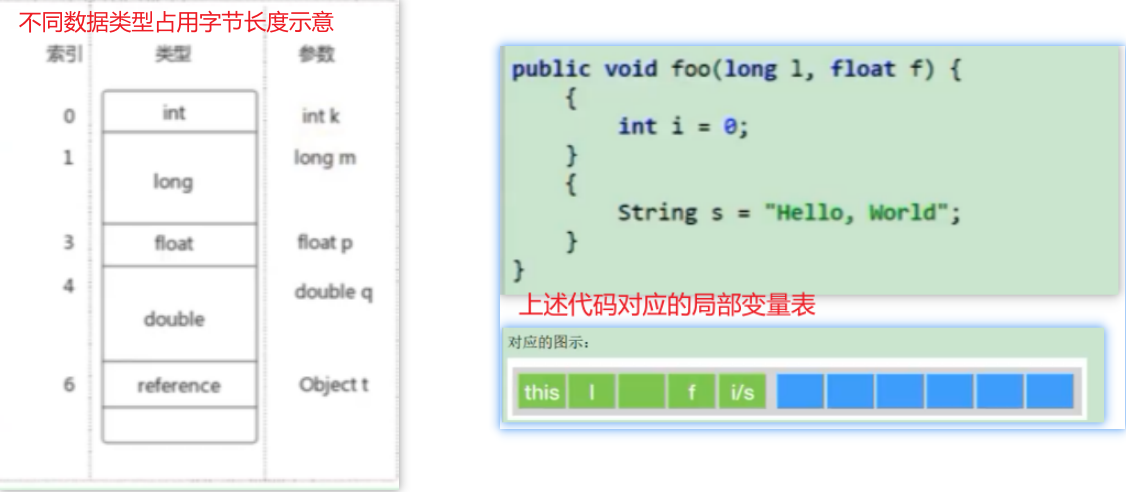 不同数据类型占用字节长度示意
索引 类型 参数
0 int int k
1 long long m
3 float float p
4 double double q
6 reference Object t
public void foo(long l, float f) {
{
int i = 0;
}
{
String s = "Hello, World";
}
}
上述代码对应的局部变量表
对应的图示：
this l f i/s